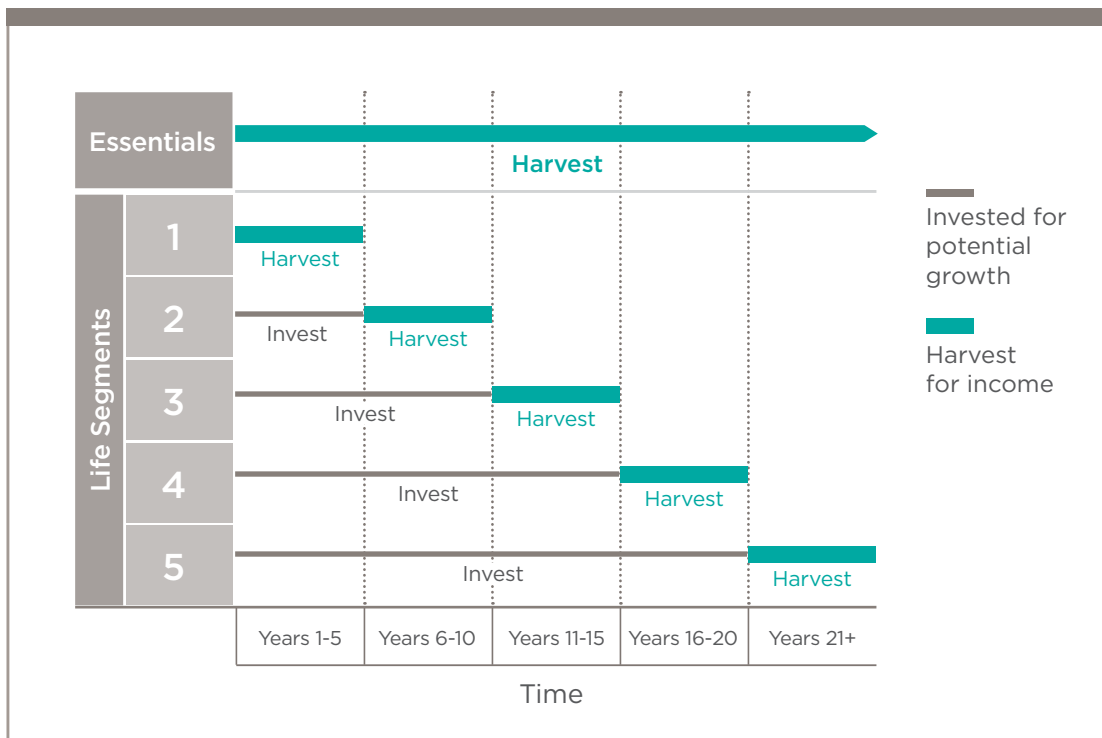 Essentials
Harvest
Life Segments
1
Harvest
2
Invest
Harvest
3
Invest
Harvest
4
Invest
Harvest
5
Invest
Harvest
Years 1-5
Years 6-10
Years 11-15
Years 16-20
Years 21+
Time
Invested for
potential
growth
Harvest
for income